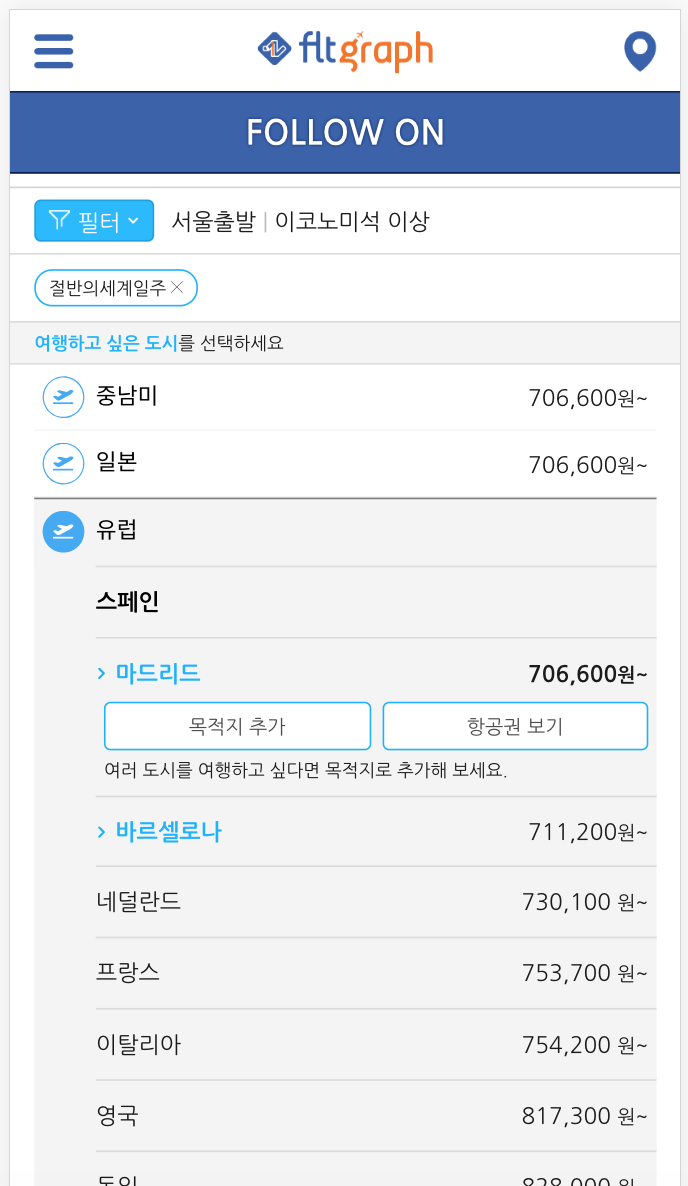 fltgraph
FOLLOW ON
필터 서울출발 | 이코노미석 이상
절반의세계일주
여행하고 싶은 도시를 선택하세요
중남미 706,600원~
일본 706,600원~
유럽
스페인
마드리드 706,600원~
목적지 추가 항공권 보기
여러 도시를 여행하고 싶다면 목적지로 추가해 보세요.
바르셀로나 711,200원~
네덜란드 730,100 원~
프랑스 753,700 원~
이탈리아 754,200 원~
영국 817,300 원~